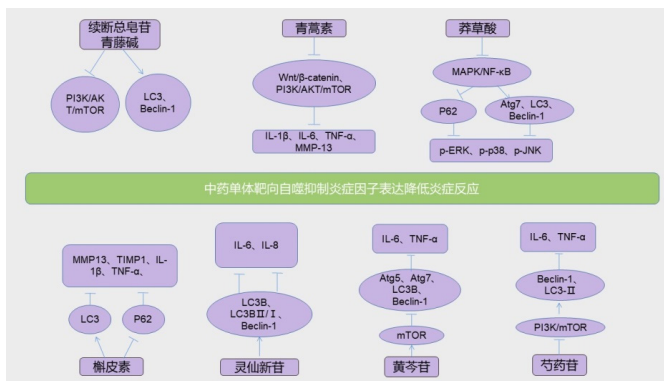 续断总皂苷
青藤碱
青蒿素
莽草酸
PI3K/AK
T/mTOR
LC3、
Beclin-1
Wnt/β-catenin、
PI3K/AKT/mTOR
IL-1β、IL-6、TNF-α、
MMP-13
MAPK/NF-κB
P62
Atg7、LC3、
Beclin-1
p-ERK、p-p38、p-JNK
中药单体靶向自噬抑制炎症因子表达降低炎症反应
MMP13、TIMP1、IL-
1β、TNF-α、
LC3
P62
槲皮素
IL-6、IL-8
LC3B、
LC3BⅡ/Ⅰ、
Beclin-1
灵仙新苷
IL-6、TNF-α
Atg5、Atg7、
LC3B、
Beclin-1
mTOR
黄芩苷
IL-6、TNF-α
Beclin-1、
LC3-Ⅱ
PI3K/mTOR
芍药苷